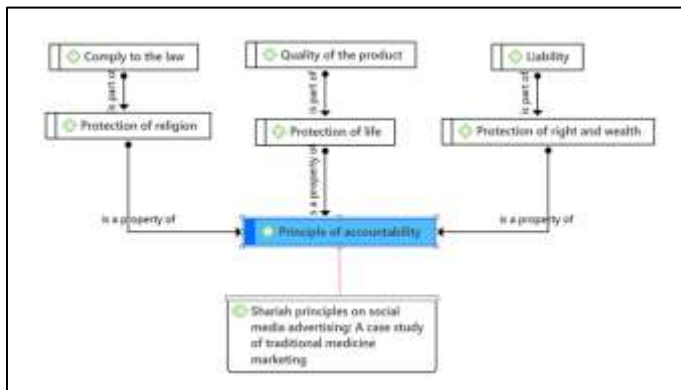 Comply to the law
Quality of the product
Liability
is part of
is part of
is part of
Protection of religion
Protection of life
Protection of right and wealth
is a property of
is a property of
is a property of
Principle of accountability
Shariah principles on social
media advertising: A case study
of traditional medicine
marketing